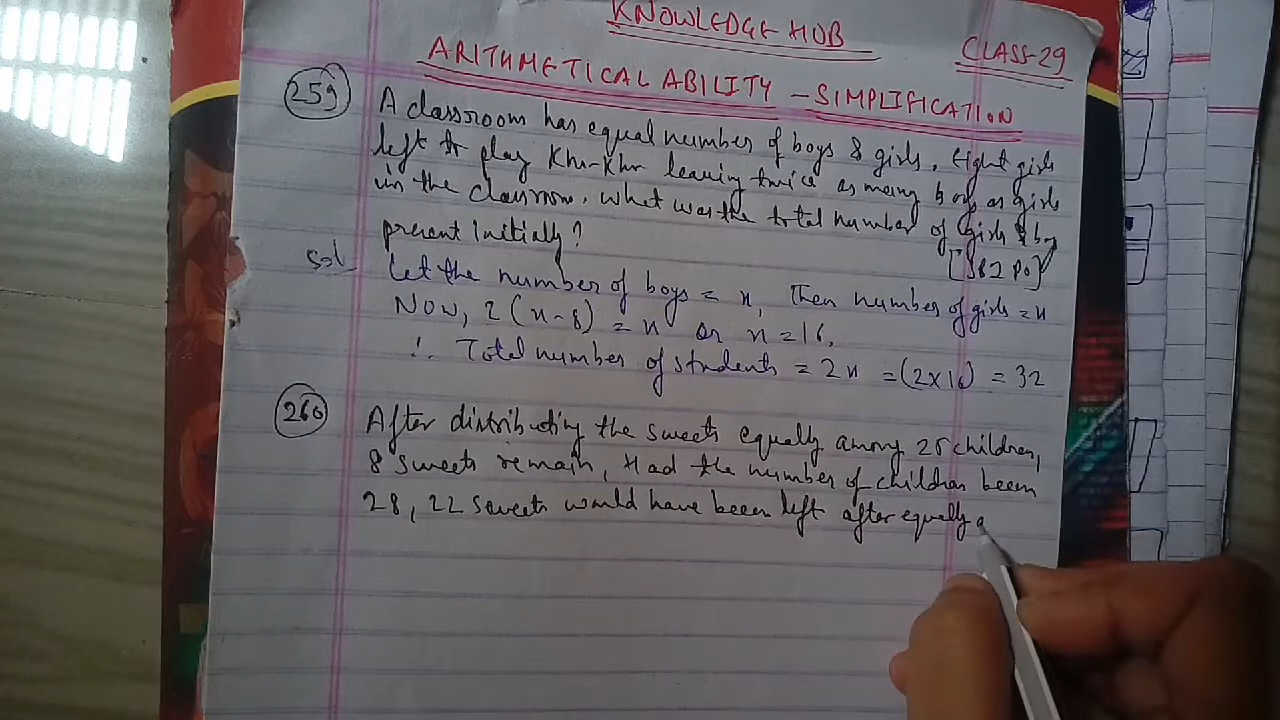 KNOWLEDGE HUB
CLASS-29
ARITHMETICAL ABILITY - SIMPLIFICATION
259 A classroom has equal number of boys & girls. Eight girls
left to play Kho-Kho leaving twice as many boys as girls
in the classroom. What was the total number of girls & boy
present initially?
[SBI PO]
Sol. Let the number of boys = x, Then number of girls = x
Now, 2(x-8) = x or x = 16.
∴ Total number of students = 2x = (2x16) = 32
260 After distributing the sweets equally among 25 children,
8 sweets remain, Had the number of children been
28, 22 sweets would have been left after equally